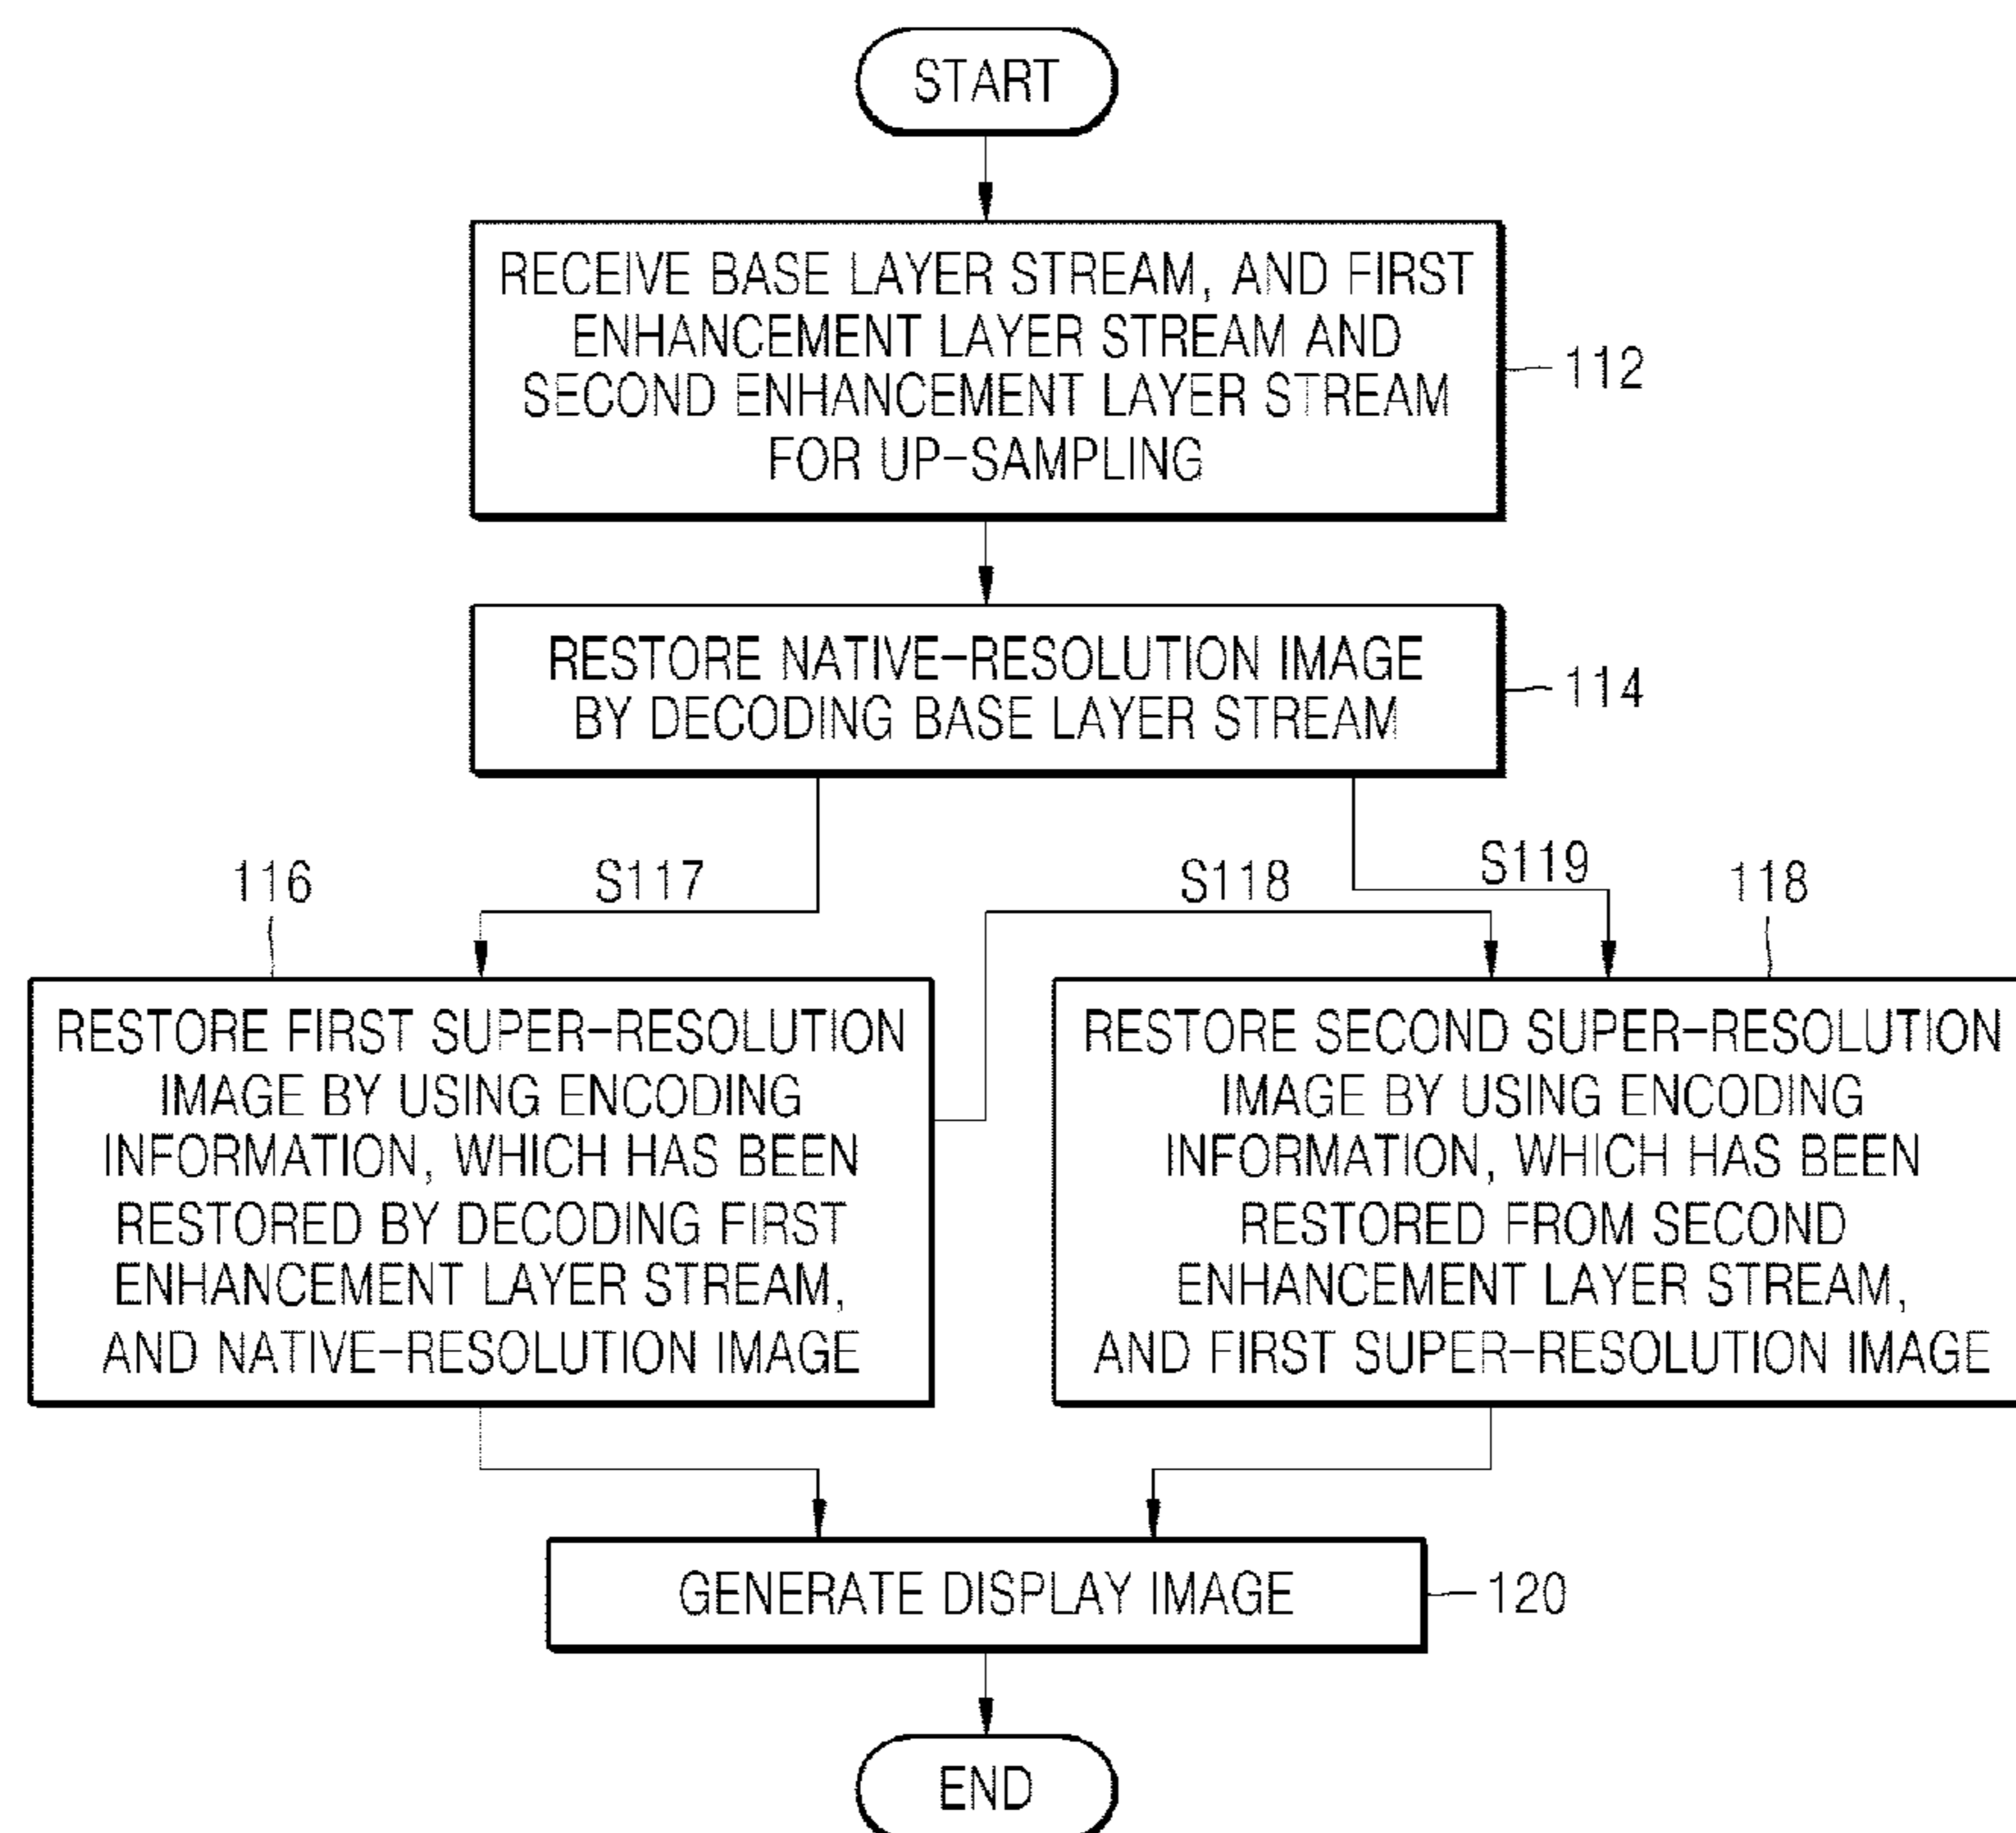 START
RECEIVE BASE LAYER STREAM, AND FIRST
ENHANCEMENT LAYER STREAM AND
SECOND ENHANCEMENT LAYER STREAM
FOR UP-SAMPLING
112
RESTORE NATIVE-RESOLUTION IMAGE
BY DECODING BASE LAYER STREAM
114
116
S117
S118
S119
118
RESTORE FIRST SUPER-RESOLUTION
IMAGE BY USING ENCODING
INFORMATION, WHICH HAS BEEN
RESTORED BY DECODING FIRST
ENHANCEMENT LAYER STREAM,
AND NATIVE-RESOLUTION IMAGE
RESTORE SECOND SUPER-RESOLUTION
IMAGE BY USING ENCODING
INFORMATION, WHICH HAS BEEN
RESTORED FROM SECOND
ENHANCEMENT LAYER STREAM,
AND FIRST SUPER-RESOLUTION IMAGE
GENERATE DISPLAY IMAGE
120
END